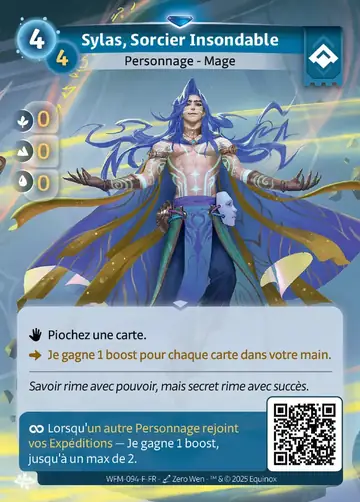 4
4
Sylas, Sorcier Insondable
Personnage - Mage
0
0
0
Piochez une carte.
Je gagne 1 boost pour chaque carte dans votre main.
Savoir rime avec pouvoir, mais secret rime avec succès.
Lorsqu'un autre Personnage rejoint
vos Expéditions — Je gagne 1 boost,
jusqu'à un max de 2.
WFM-094-F-FR - Zero Wen - ™ & © 2025 Equinox